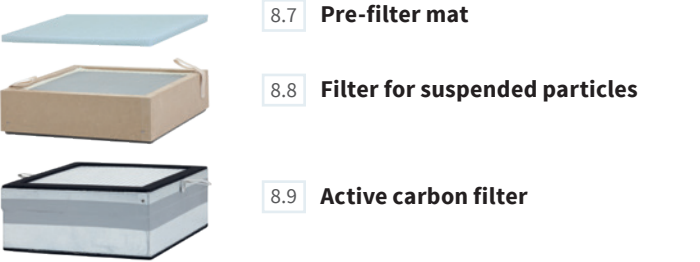 8.7 Pre-filter mat
8.8 Filter for suspended particles
8.9 Active carbon filter